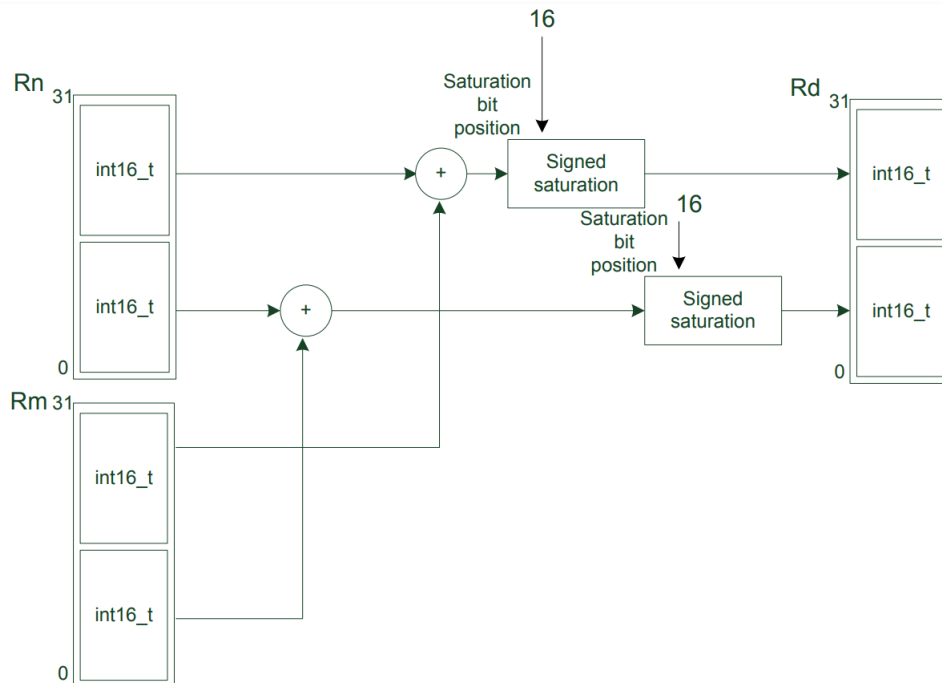 16
Rn
31
Saturation
bit
position
Rd
31
int16_t
+
Signed
saturation
int16_t
Saturation
bit
position
16
int16_t
+
Signed
saturation
int16_t
0
0
Rm
31
int16_t
int16_t
0